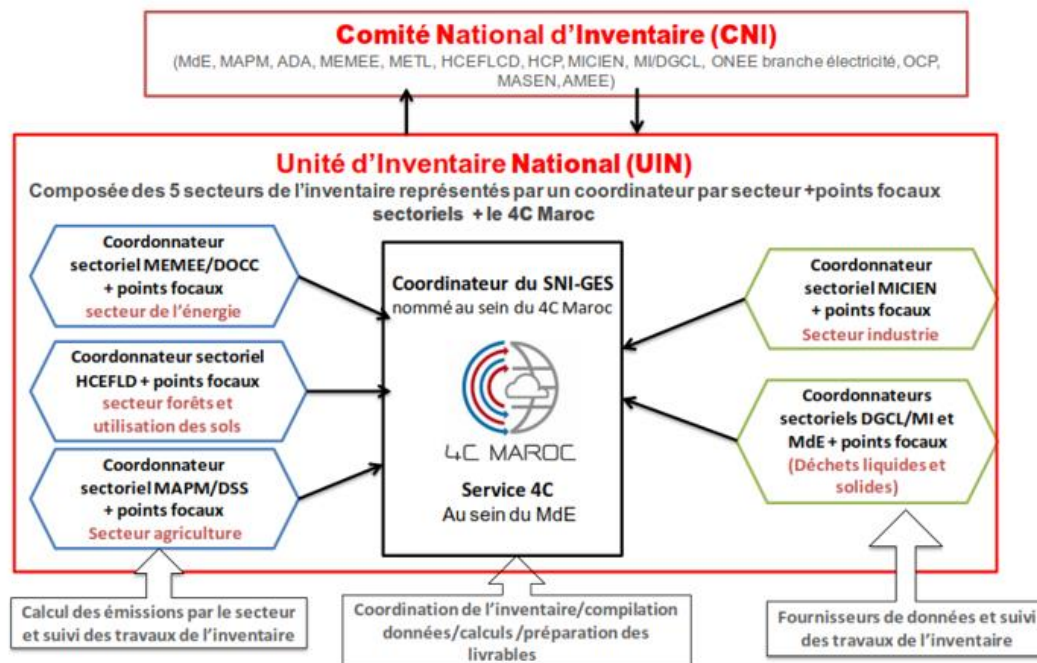 Comité National d'Inventaire (CNI)
(MdE, MAPM, ADA, MEMEE, METL, HCEFLCD, HCP, MICIEN, MI/DGCL, ONEE branche électricité, OCP,
MASEN, AMEE)
Unité d'Inventaire National (UIN)
Composée des 5 secteurs de l'inventaire représentés par un coordinateur par secteur +points focaux
sectoriels + le 4C Maroc
Coordonnateur
sectoriel MEMEE/DOCC
+ points focaux
secteur de l'énergie
Coordonnateur sectoriel
HCEFLD + points focaux
secteur forêts et
utilisation des sols
Coordonnateur
sectoriel MAPM/DSS
+ points focaux
Secteur agriculture
Coordinateur du SNI-GES
nommé au sein du 4C Maroc
4C MAROC
Service 4C
Au sein du MdE
Coordonnateur
sectoriel MICIEN
+ points focaux
Secteur industrie
Coordonnateurs
sectoriels DGCL/MI et
MdE + points focaux
(Déchets liquides et
solides)
Calcul des émissions par le secteur
et suivi des travaux de l'inventaire
Coordination de l'inventaire/compilation
données/calculs/préparation des
livrables
Fournisseurs de données et suivi
des travaux de l'inventaire